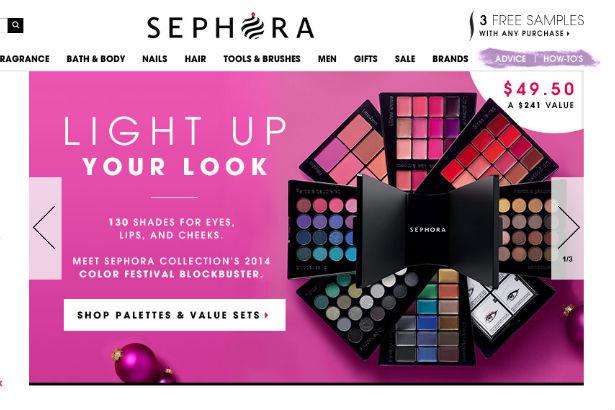 SEPHORA
3 FREE SAMPLES
WITH ANY PURCHASE ▸
RAGRANCE BATH & BODY NAILS HAIR TOOLS & BRUSHES MEN GIFTS SALE BRANDS ADVICE | HOW-TO'S
$49.50
A $241 VALUE
LIGHT UP
YOUR LOOK
130 SHADES FOR EYES,
LIPS, AND CHEEKS.
MEET SEPHORA COLLECTION'S 2014
COLOR FESTIVAL BLOCKBUSTER.
SHOP PALETTES & VALUE SETS ▸
SEPHORA
1/3